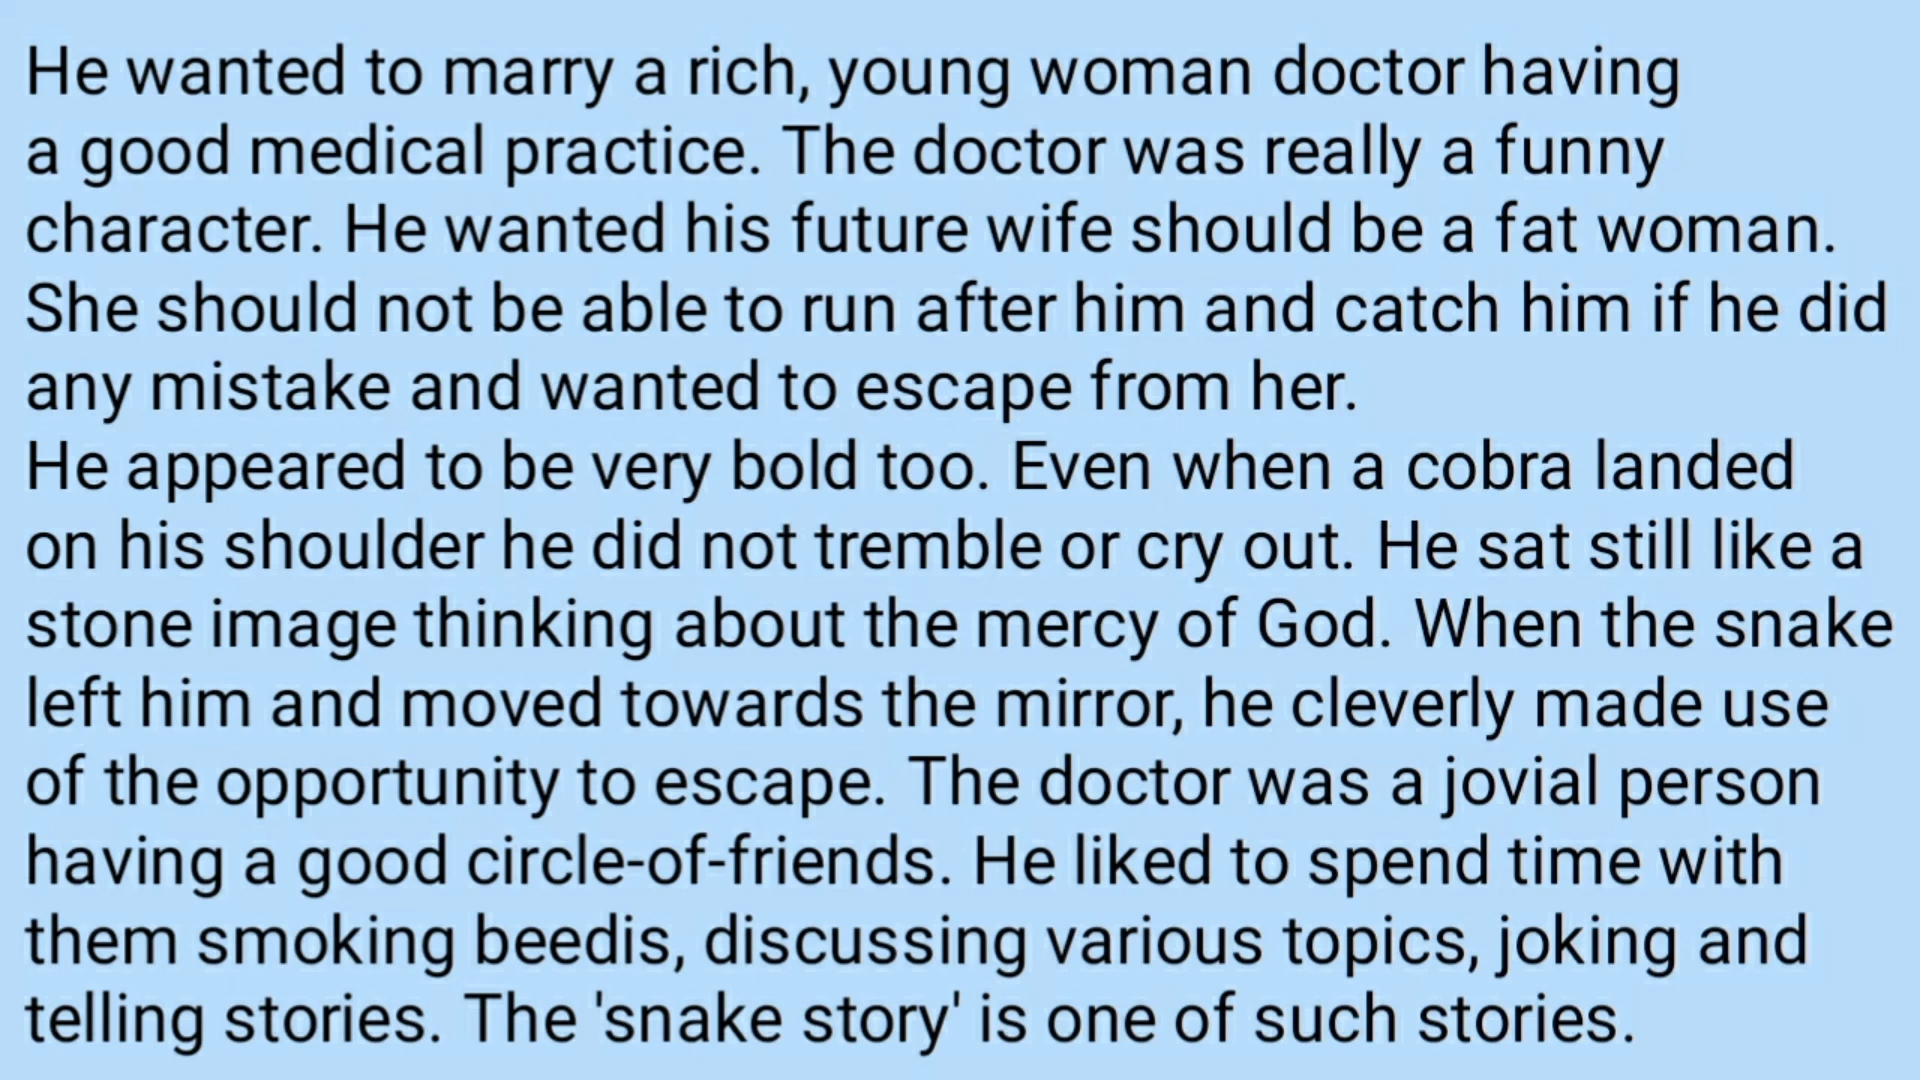 He wanted to marry a rich, young woman doctor having
a good medical practice. The doctor was really a funny
character. He wanted his future wife should be a fat woman.
She should not be able to run after him and catch him if he did
any mistake and wanted to escape from her.
He appeared to be very bold too. Even when a cobra landed
on his shoulder he did not tremble or cry out. He sat still like a
stone image thinking about the mercy of God. When the snake
left him and moved towards the mirror, he cleverly made use
of the opportunity to escape. The doctor was a jovial person
having a good circle-of-friends. He liked to spend time with
them smoking beedis, discussing various topics, joking and
telling stories. The 'snake story' is one of such stories.